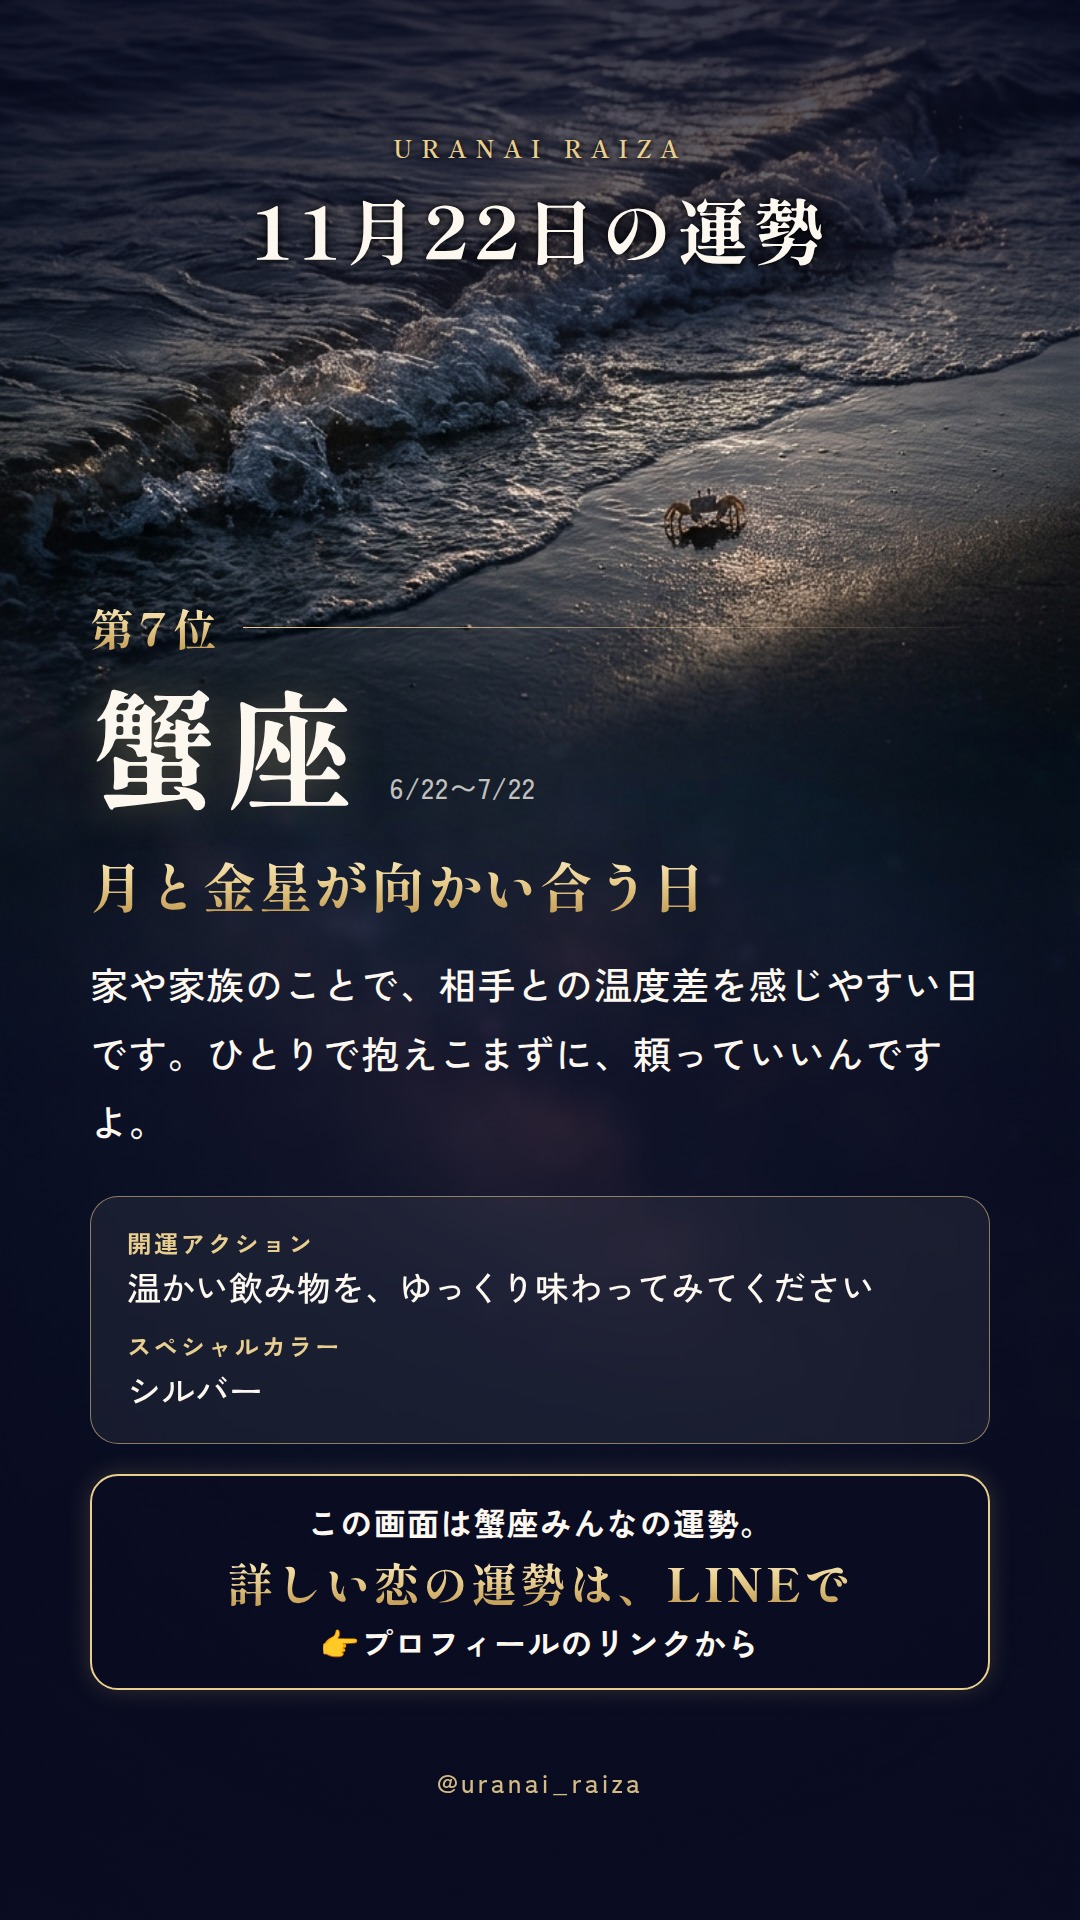 URANAI RAIZA
11月22日の運勢
第7位
蟹座 6/22〜7/22
月と金星が向かい合う日
家や家族のことで、相手との温度差を感じやすい日
です。ひとりで抱えこまずに、頼っていいんです
よ。
開運アクション
温かい飲み物を、ゆっくり味わってみてください
スペシャルカラー
シルバー
この画面は蟹座みんなの運勢。
詳しい恋の運勢は、LINEで
👉プロフィールのリンクから
@uranai_raiza